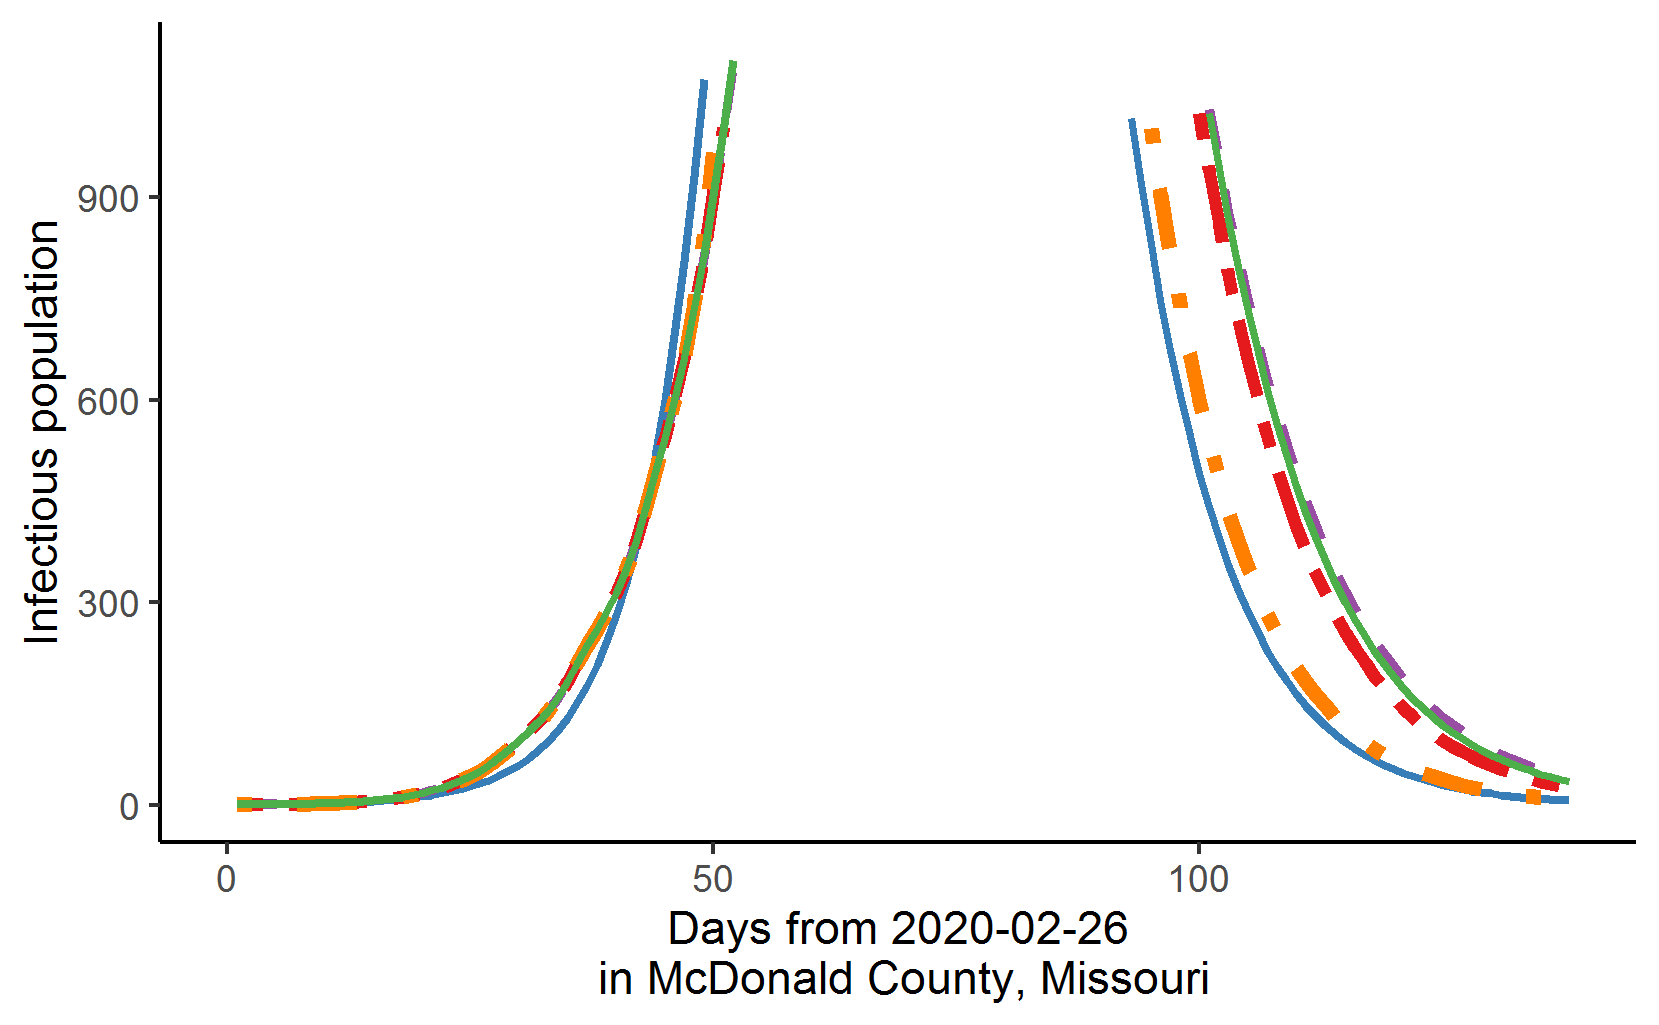 Infectious population
900
600
300
0
0 50 100
Days from 2020-02-26
in McDonald County, Missouri